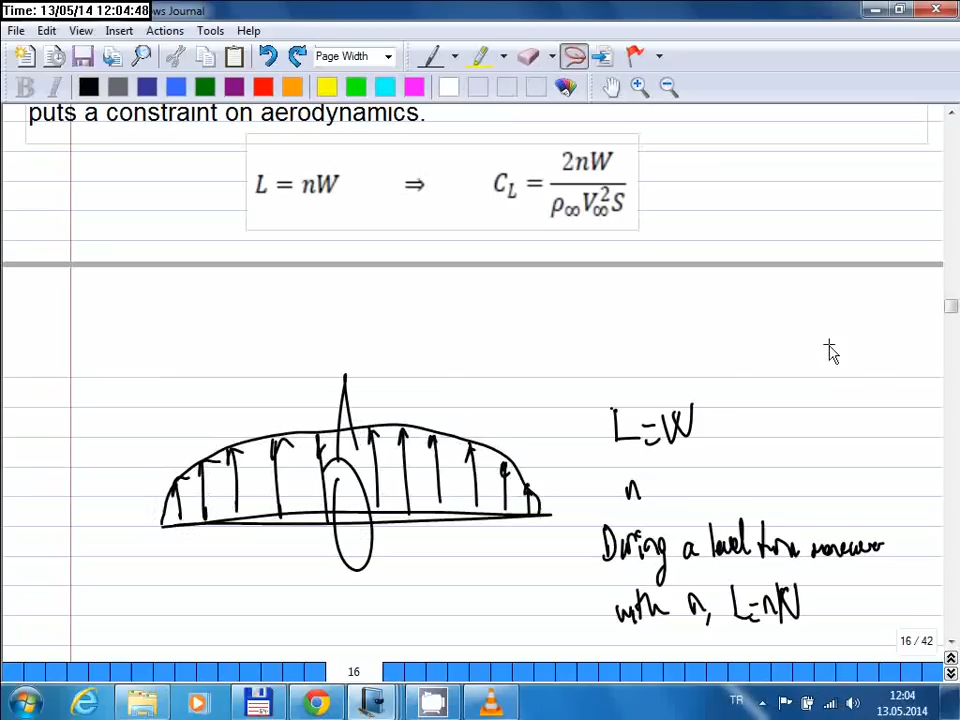 Time: 13/05/14 12:04:48 ows Journal
File Edit View Insert Actions Tools Help
Page Width
B I
puts a constraint on aerodynamics.
L = nW ⇒ C_L = 2nW / ρ∞V∞²S
L=W
n
During a level turn maneuver
with n, L=nW
16 / 42
16
TR 12:04
13.05.2014